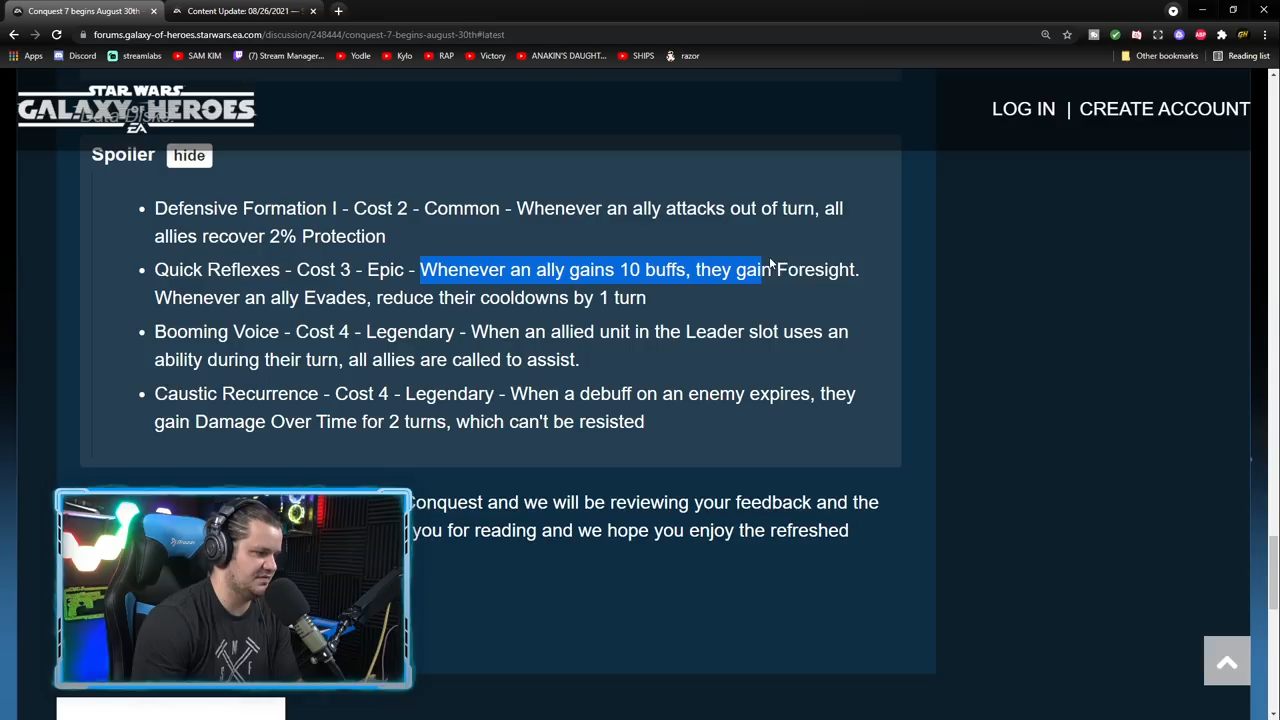 Conquest 7 begins August 30th
Content Update: 08/26/2021 —
forums.galaxy-of-heroes.starwars.ea.com/discussion/248444/conquest-7-begins-august-30th#latest
Apps
Discord
streamlabs
SAM KIM
(7) Stream Manager...
Yodle
Kylo
RAP
Victory
ANAKIN'S DAUGHT...
SHIPS
razor
Other bookmarks
Reading list
STAR WARS
GALAXY OF HEROES
EA
Data Disks:
LOG IN | CREATE ACCOUNT
Spoiler hide
• Defensive Formation I - Cost 2 - Common - Whenever an ally attacks out of turn, all
allies recover 2% Protection
• Quick Reflexes - Cost 3 - Epic - Whenever an ally gains 10 buffs, they gain Foresight.
Whenever an ally Evades, reduce their cooldowns by 1 turn
• Booming Voice - Cost 4 - Legendary - When an allied unit in the Leader slot uses an
ability during their turn, all allies are called to assist.
• Caustic Recurrence - Cost 4 - Legendary - When a debuff on an enemy expires, they
gain Damage Over Time for 2 turns, which can't be resisted
Conquest and we will be reviewing your feedback and the
you for reading and we hope you enjoy the refreshed